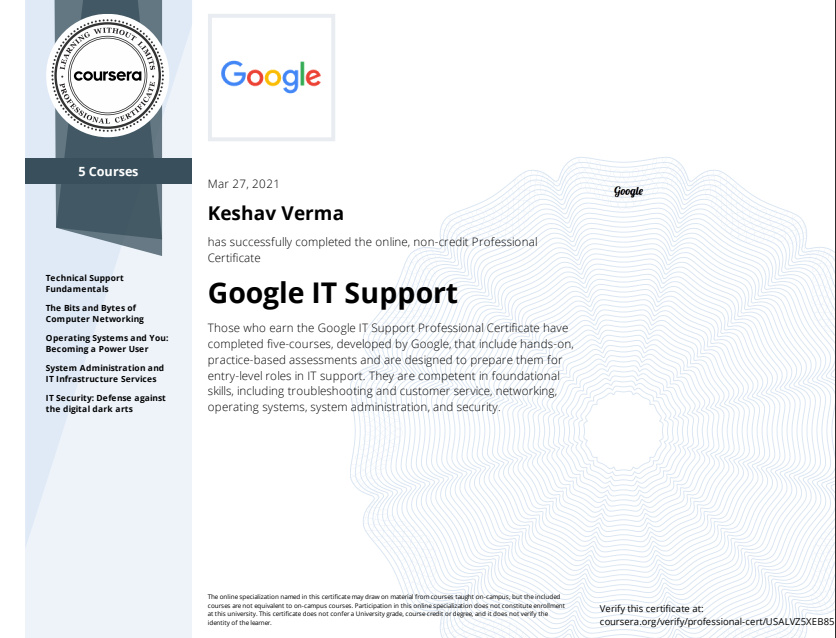 LEARNING WITHOUT LIMITS
coursera
PROFESSIONAL CERTIFICATE
5 Courses
Technical Support
Fundamentals
The Bits and Bytes of
Computer Networking
Operating Systems and You:
Becoming a Power User
System Administration and
IT Infrastructure Services
IT Security: Defense against
the digital dark arts
Google
Mar 27, 2021
Keshav Verma
has successfully completed the online, non-credit Professional
Certificate
Google IT Support
Those who earn the Google IT Support Professional Certificate have
completed five-courses, developed by Google, that include hands-on,
practice-based assessments and are designed to prepare them for
entry-level roles in IT support. They are competent in foundational
skills, including troubleshooting and customer service, networking,
operating systems, system administration, and security.
Google
The online specialization named in this certificate may draw on material from courses taught on-campus, but the included
courses are not equivalent to on-campus courses. Participation in this online specialization does not constitute enrollment
at this university. This certificate does not confer a University grade, course credit or degree, and it does not verify the
identity of the learner.
Verify this certificate at:
coursera.org/verify/professional-cert/USALVZ5XEB85